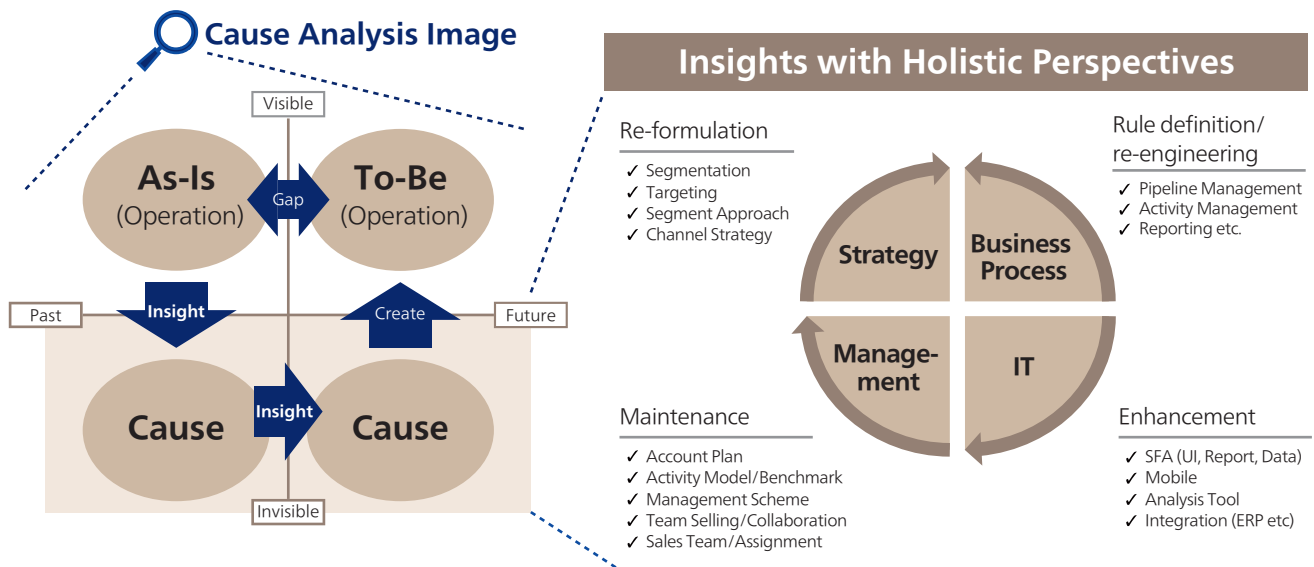 Cause Analysis Image
Visible
As-Is
(Operation)
Gap
To-Be
(Operation)
Past
Insight
Create
Future
Cause
Insight
Cause
Invisible
Insights with Holistic Perspectives
Re-formulation
✓ Segmentation
✓ Targeting
✓ Segment Approach
✓ Channel Strategy
Rule definition/
re-engineering
✓ Pipeline Management
✓ Activity Management
✓ Reporting etc.
Strategy
Business
Process
Manage-
ment
IT
Maintenance
✓ Account Plan
✓ Activity Model/Benchmark
✓ Management Scheme
✓ Team Selling/Collaboration
✓ Sales Team/Assignment
Enhancement
✓ SFA (UI, Report, Data)
✓ Mobile
✓ Analysis Tool
✓ Integration (ERP etc)